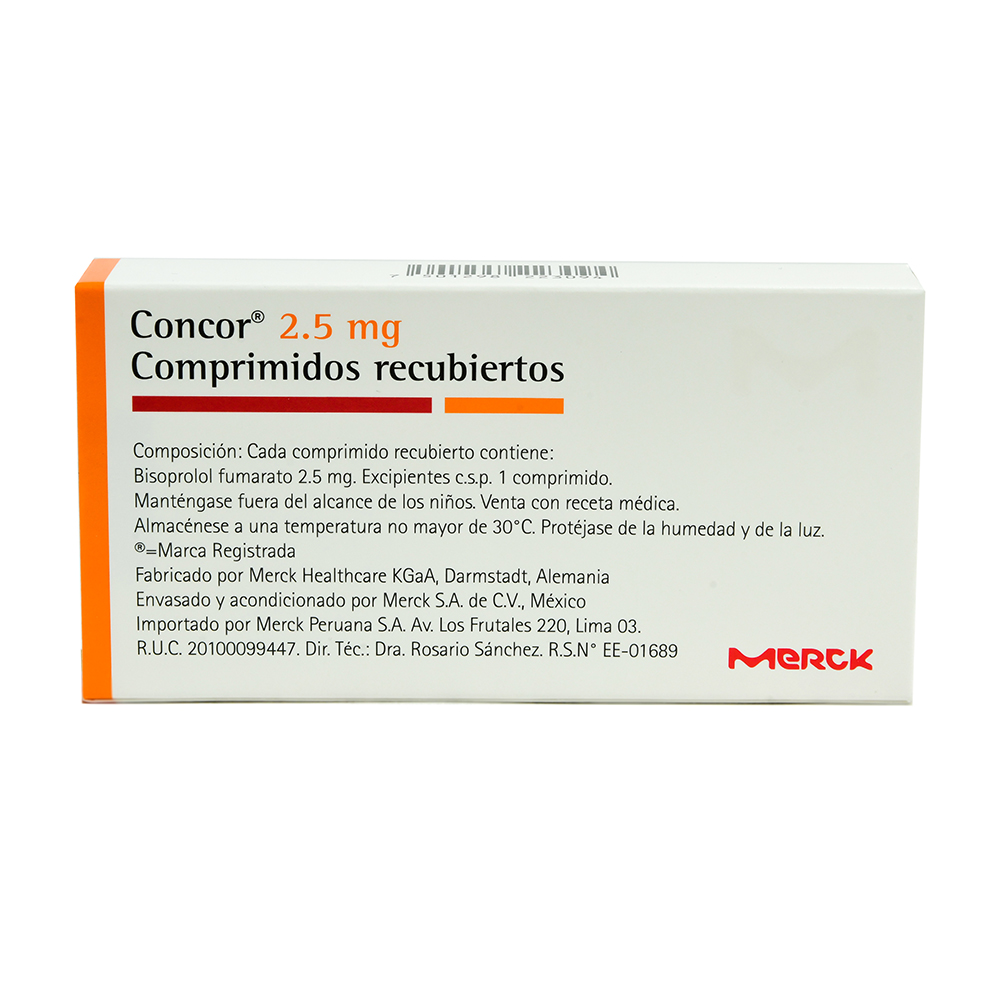 Concor® 2.5 mg
Comprimidos recubiertos
Composición: Cada comprimido recubierto contiene:
Bisoprolol fumarato 2.5 mg. Excipientes c.s.p. 1 comprimido.
Manténgase fuera del alcance de los niños. Venta con receta médica.
Almacénese a una temperatura no mayor de 30°C. Protéjase de la humedad y de la luz.
®=Marca Registrada
Fabricado por Merck Healthcare KGaA, Darmstadt, Alemania
Envasado y acondicionado por Merck S.A. de C.V., México
Importado por Merck Peruana S.A. Av. Los Frutales 220, Lima 03.
R.U.C. 20100099447. Dir. Téc.: Dra. Rosario Sánchez. R.S.N° EE-01689
MERCK